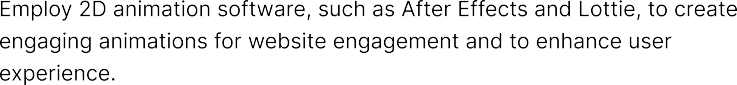 Employ 2D animation software, such as After Effects and Lottie, to create
engaging animations for website engagement and to enhance user
experience.